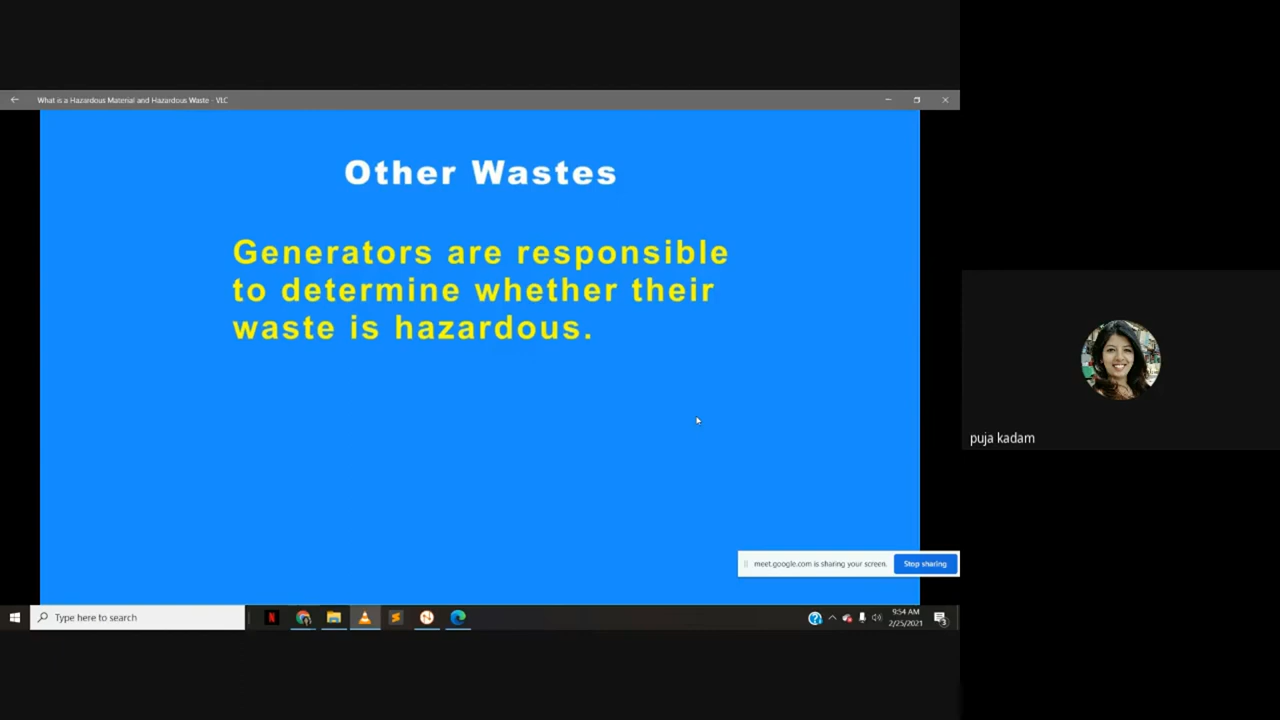 What is a Hazardous Material and Hazardous Waste - VLC
Other Wastes
Generators are responsible
to determine whether their
waste is hazardous.
puja kadam
meet.google.com is sharing your screen.
Stop sharing
Type here to search
9:54 AM
2/25/2021
3